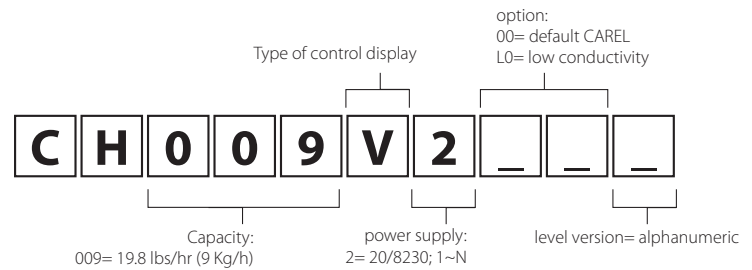 option:
00= default CAREL
L0= low conductivity
Type of control display
C H 0 0 9 V 2 _ _ _
Capacity:
009= 19.8 lbs/hr (9 Kg/h)
power supply:
2= 20/8230; 1~N
level version= alphanumeric